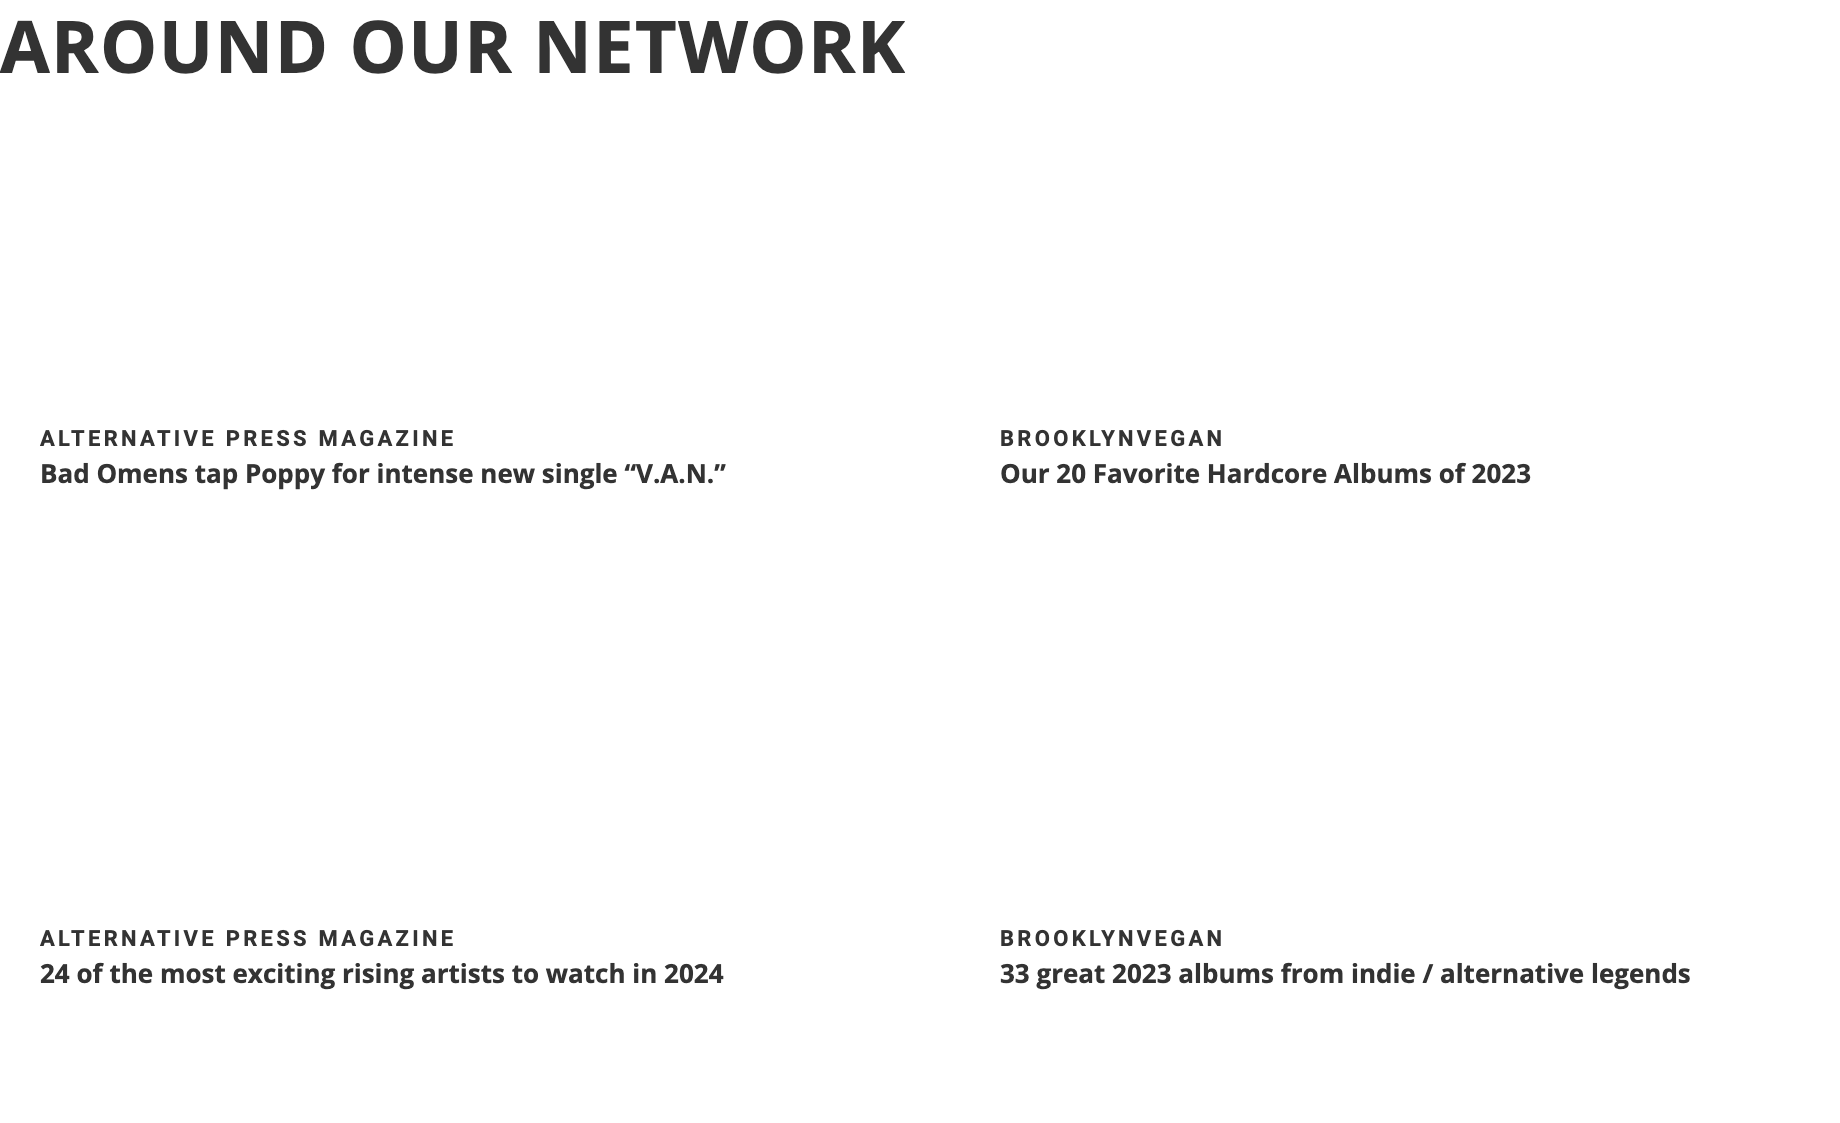 AROUND OUR NETWORK
ALTERNATIVE PRESS MAGAZINE
Bad Omens tap Poppy for intense new single “V.A.N.”
BROOKLYNVEGAN
Our 20 Favorite Hardcore Albums of 2023
ALTERNATIVE PRESS MAGAZINE
24 of the most exciting rising artists to watch in 2024
BROOKLYNVEGAN
33 great 2023 albums from indie / alternative legends